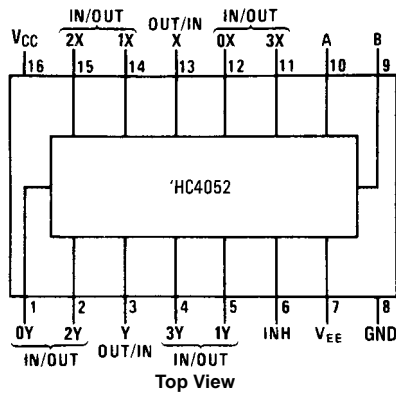 IN/OUT OUT/IN IN/OUT
VCC 2X 1X X 0X 3X A B
16 15 14 13 12 11 10 9
'HC4052
1 2 3 4 5 6 7 8
0Y 2Y Y 3Y 1Y INH VEE GND
IN/OUT OUT/IN IN/OUT
Top View